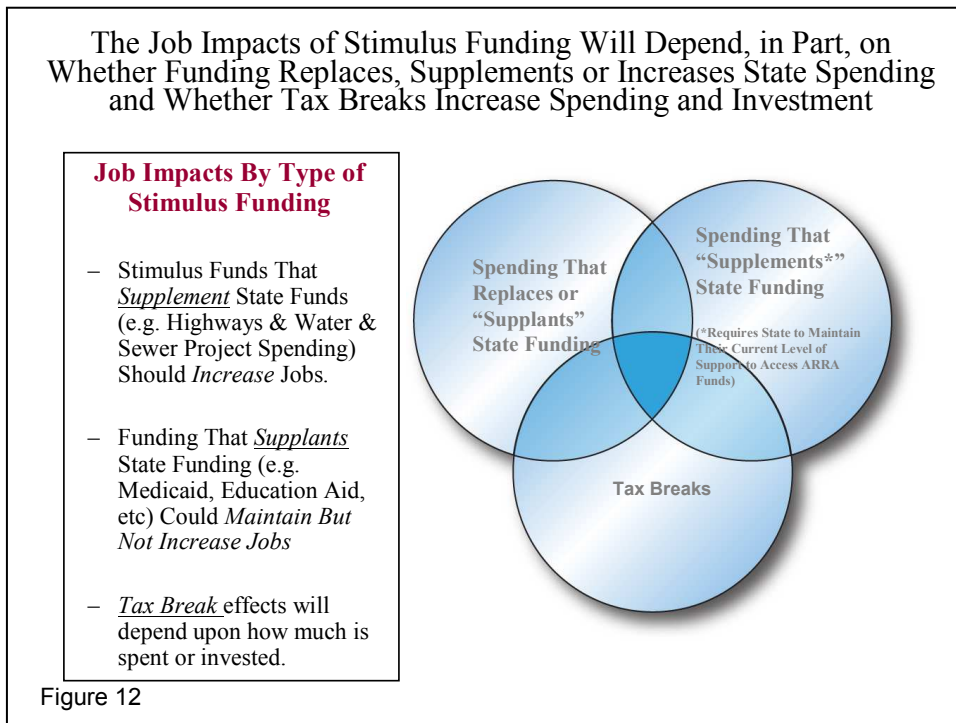 The Job Impacts of Stimulus Funding Will Depend, in Part, on
Whether Funding Replaces, Supplements or Increases State Spending
and Whether Tax Breaks Increase Spending and Investment
Job Impacts By Type of
Stimulus Funding
– Stimulus Funds That
Supplement State Funds
(e.g. Highways & Water &
Sewer Project Spending)
Should Increase Jobs.
– Funding That Supplants
State Funding (e.g.
Medicaid, Education Aid,
etc) Could Maintain But
Not Increase Jobs
– Tax Break effects will
depend upon how much is
spent or invested.
Spending That
Replaces or
“Supplants”
State Funding
Spending That
“Supplements*”
State Funding
(*Requires State to Maintain
Their Current Level of
Support to Access ARRA
Funds)
Tax Breaks
Figure 12